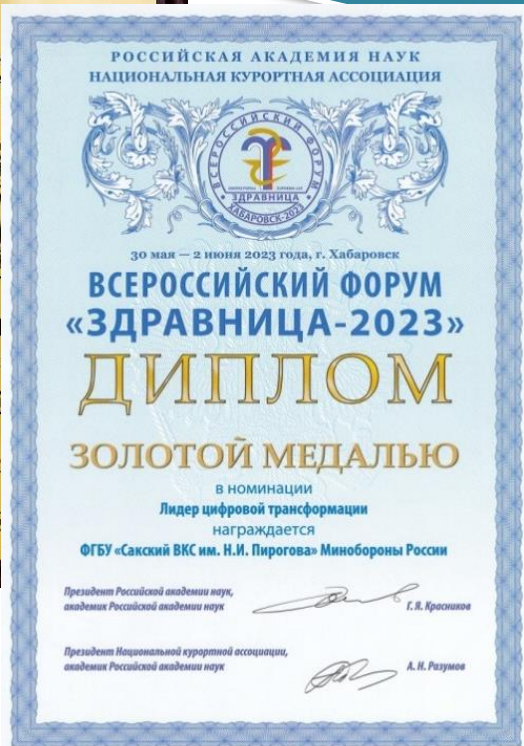 РОССИЙСКАЯ АКАДЕМИЯ НАУК
НАЦИОНАЛЬНАЯ КУРОРТНАЯ АССОЦИАЦИЯ
ВСЕРОССИЙСКИЙ ФОРУМ
ЗДРАВНИЦА
ХАБАРОВСК-2023
30 мая — 2 июня 2023 года, г. Хабаровск
ВСЕРОССИЙСКИЙ ФОРУМ
«ЗДРАВНИЦА-2023»
ДИПЛОМ
ЗОЛОТОЙ МЕДАЛЬЮ
в номинации
Лидер цифровой трансформации
награждается
ФГБУ «Сакский ВКС им. Н.И. Пирогова» Минобороны России
Президент Российской академии наук,
академик Российской академии наук
Г. Я. Красников
Президент Национальной курортной ассоциации,
академик Российской академии наук
А. Н. Разумов